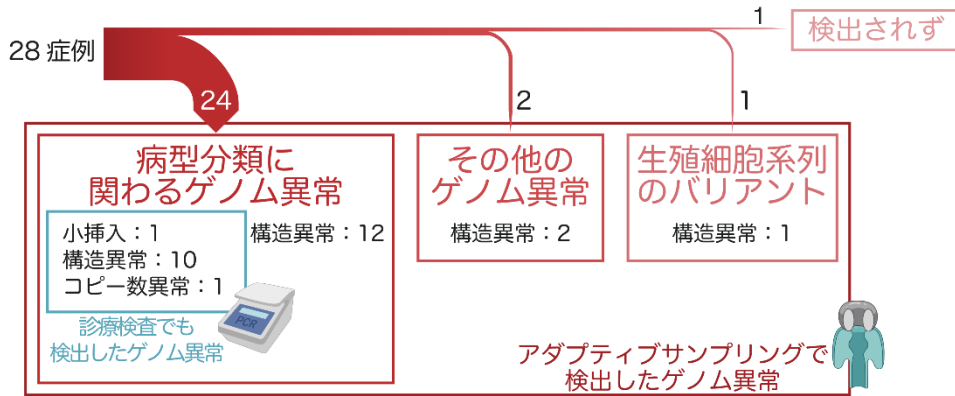 28 症例
1
検出されず
24
2
1
病型分類に
関わるゲノム異常
小挿入：1
構造異常：10
コピー数異常：1
構造異常：12
診療検査でも
検出したゲノム異常
PCR
その他の
ゲノム異常
構造異常：2
生殖細胞系列
のバリアント
構造異常：1
アダプティブサンプリングで
検出したゲノム異常